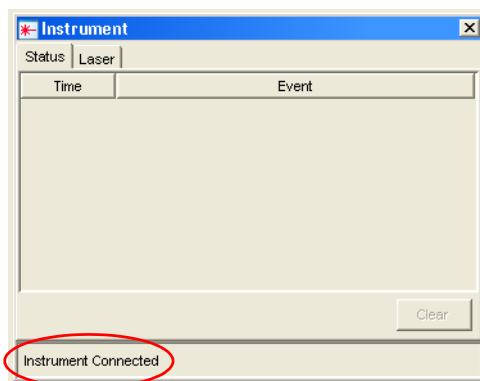 Instrument
Status Laser
Time Event
Clear
Instrument Connected